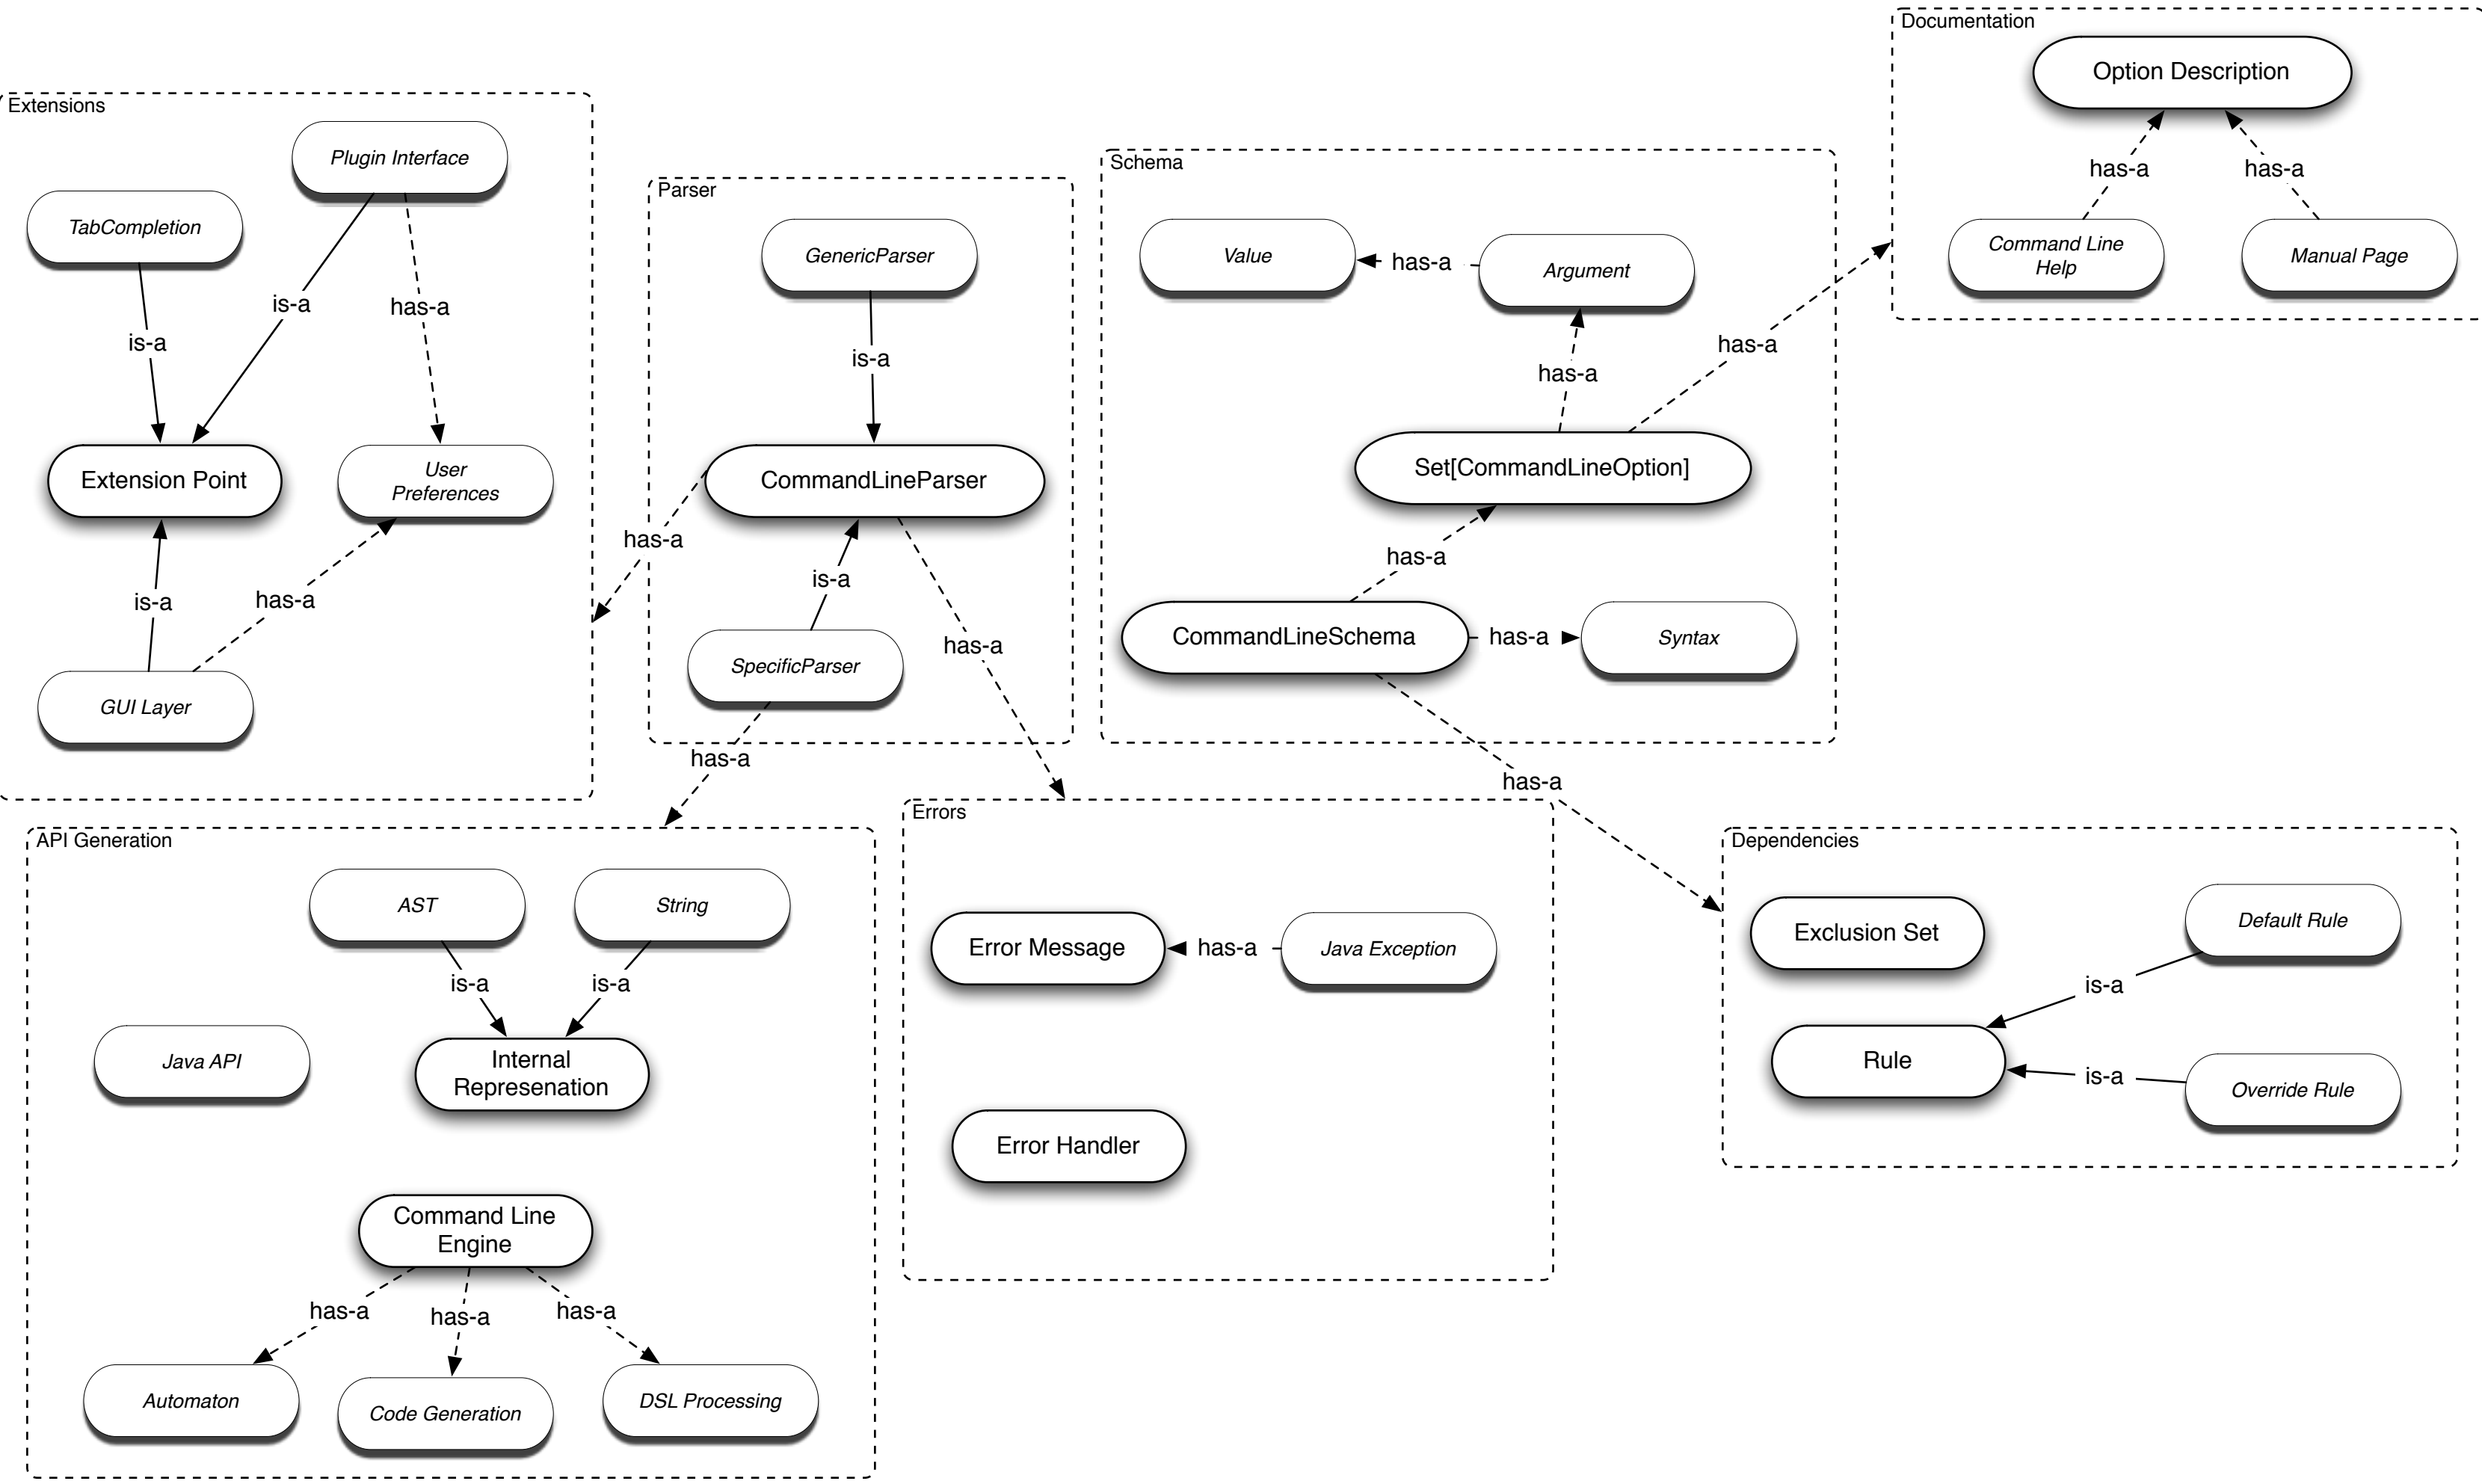 Documentation
Option Description
has-a
has-a
Command Line
Help
Manual Page
Extensions
Plugin Interface
TabCompletion
is-a
has-a
is-a
Extension Point
User
Preferences
is-a
has-a
GUI Layer
Parser
GenericParser
is-a
CommandLineParser
has-a
is-a
has-a
SpecificParser
has-a
Schema
Value
has-a
Argument
has-a
has-a
Set[CommandLineOption]
has-a
CommandLineSchema
has-a
Syntax
has-a
API Generation
AST
String
is-a
is-a
Java API
Internal
Represenation
Command Line
Engine
has-a
has-a
has-a
Automaton
Code Generation
DSL Processing
Errors
Error Message
has-a
Java Exception
Error Handler
Dependencies
Exclusion Set
Default Rule
is-a
Rule
is-a
Override Rule